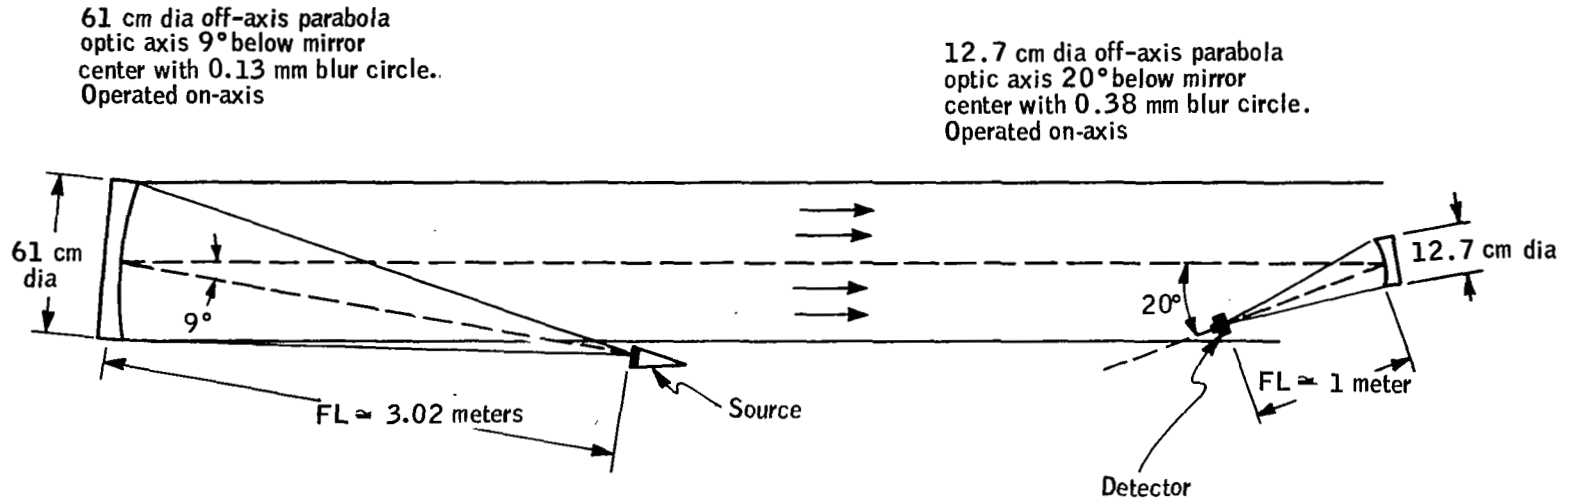 61 cm dia off-axis parabola
optic axis 9° below mirror
center with 0.13 mm blur circle.
Operated on-axis
12.7 cm dia off-axis parabola
optic axis 20° below mirror
center with 0.38 mm blur circle.
Operated on-axis
61 cm
dia
9°
20°
12.7 cm dia
FL ≃ 3.02 meters
Source
FL ≃ 1 meter
Detector